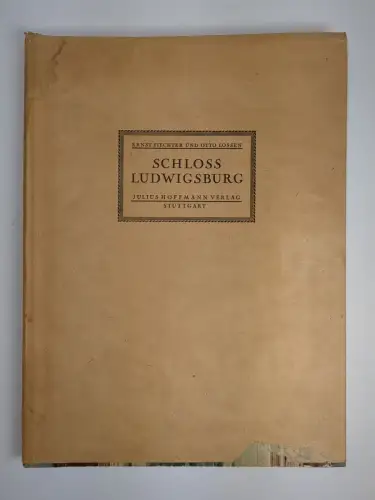 ERNST FIECHTER UND OTTO LOSSEN
SCHLOSS
LUDWIGSBURG
JULIUS HOFFMANN VERLAG
STUTTGART